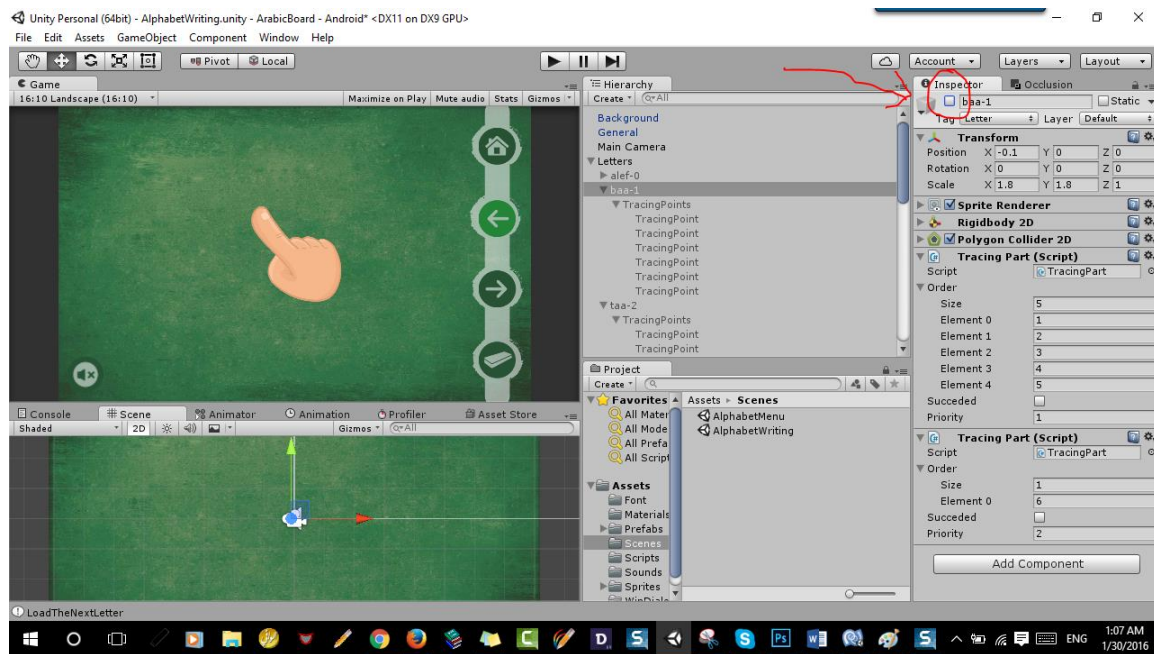 Unity Personal (64bit) - AlphabetWriting.unity - ArabicBoard - Android* <DX11 on DX9 GPU>
File Edit Assets GameObject Component Window Help
Pivot Local Account Layers Layout
Game
16:10 Landscape (16:10) Maximize on Play Mute audio Stats Gizmos
Hierarchy
Create All
Background
General
Main Camera
Letters
alef-0
baa-1
TracingPoints
TracingPoint
TracingPoint
TracingPoint
TracingPoint
TracingPoint
TracingPoint
taa-2
TracingPoints
TracingPoint
TracingPoint
Project
Create
Favorites
All Mater
All Mode
All Prefa
All Script
Assets
Font
Materials
Prefabs
Scenes
Scripts
Sounds
Sprites
WinDialo
Assets Scenes
AlphabetMenu
AlphabetWriting
Console Scene Animator Animation Profiler Asset Store
Shaded 2D Gizmos All
Inspector Occlusion
baa-1 Static
Tag Letter Layer Default
Transform
Position X -0.1 Y 0 Z 0
Rotation X 0 Y 0 Z 0
Scale X 1.8 Y 1.8 Z 1
Sprite Renderer
Rigidbody 2D
Polygon Collider 2D
Tracing Part (Script)
Script TracingPart
Order
Size 5
Element 0 1
Element 1 2
Element 2 3
Element 3 4
Element 4 5
Succeded
Priority 1
Tracing Part (Script)
Script TracingPart
Order
Size 1
Element 0 6
Succeded
Priority 2
Add Component
LoadTheNextLetter
ENG 1:07 AM
1/30/2016